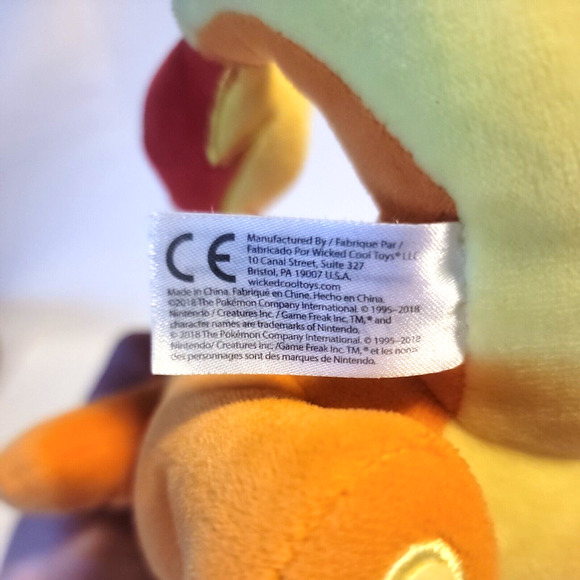 CE
Manufactured By / Fabrique Par /
Fabricado Por Wicked Cool Toys® LLC
10 Canal Street, Suite 327
Bristol, PA 19007 U.S.A.
wickedcooltoys.com
Made in China. Fabriqué en Chine. Hecho en China.
©2018 The Pokémon Company International. © 1995–2018
Nintendo / Creatures Inc. / Game Freak Inc. TM, ® and
character names are trademarks of Nintendo.
© 2018 The Pokémon Company International. © 1995–2018
Nintendo/ Creatures Inc. /Game Freak Inc. TM, ® et les noms
des personnages sont des marques de Nintendo.